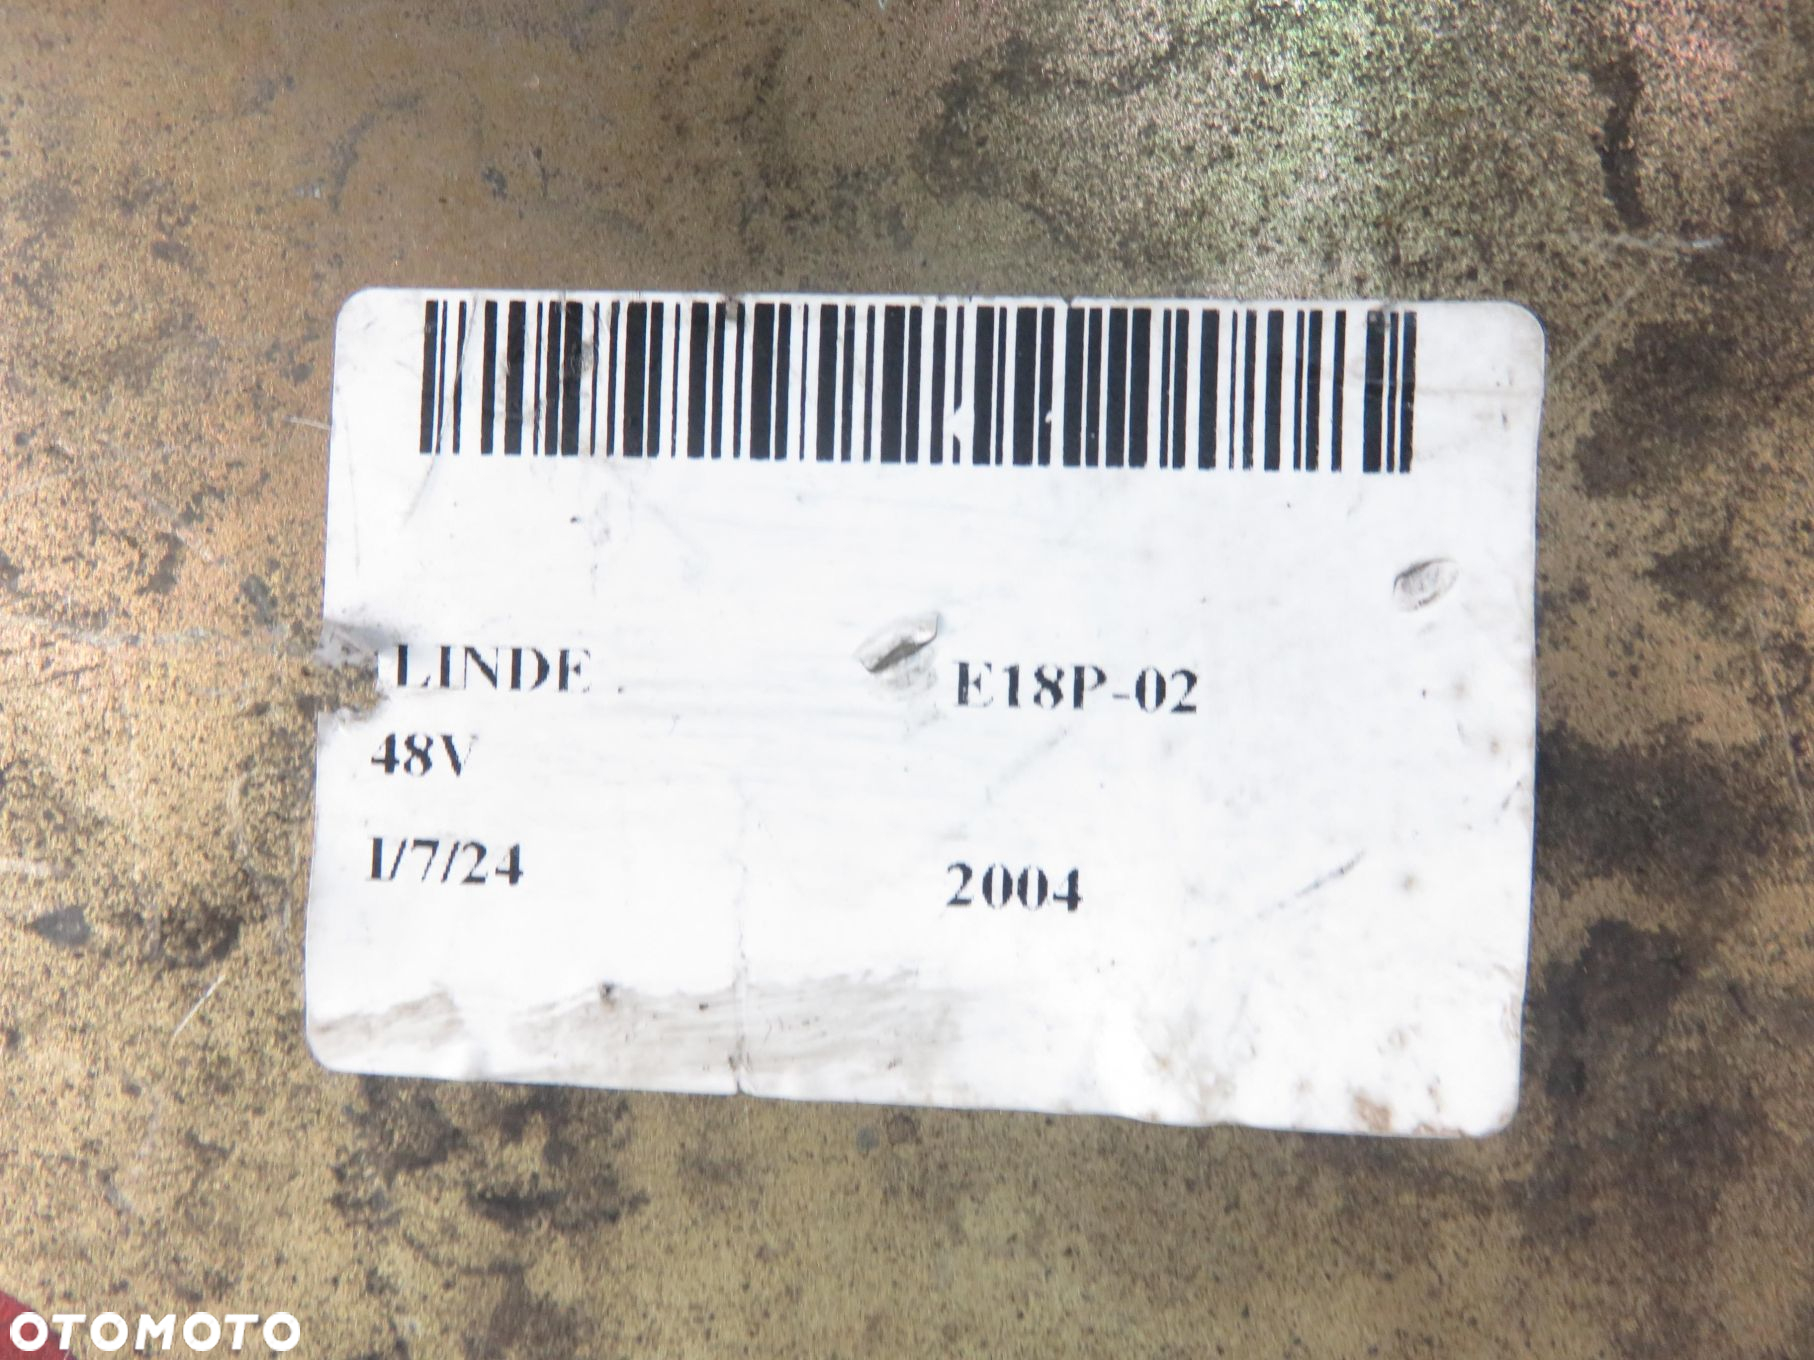 LINDE E18P-02
48V
I/7/24 2004
OTOMOTO